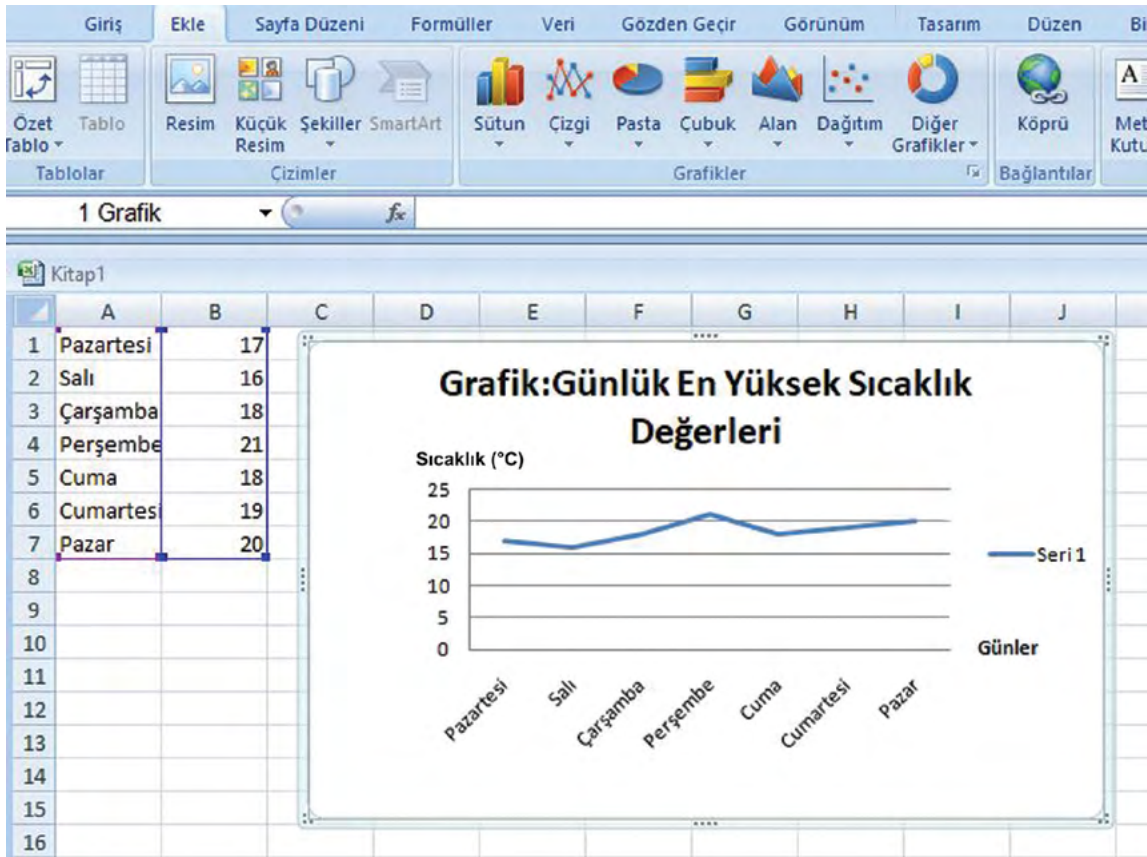 Giriş Ekle Sayfa Düzeni Formüller Veri Gözden Geçir Görünüm Tasarım Düzen
Özet Tablo Resim Küçük Şekiller SmartArt Sütun Çizgi Pasta Çubuk Alan Dağıtım Diğer Köprü
Tablo Resim Grafikler
Tablolar Çizimler Grafikler Bağlantılar
1 Grafik fx
Kitap1
A B C D E F G H I J
1 Pazartesi 17
2 Salı 16
3 Çarşamba 18
4 Perşembe 21
5 Cuma 18
6 Cumartesi 19
7 Pazar 20
8
9
10
11
12
13
14
15
16
Grafik:Günlük En Yüksek Sıcaklık
Değerleri
Sıcaklık (°C)
25
20
15
10
5
0
Seri 1
Günler
Pazartesi Salı Çarşamba Perşembe Cuma Cumartesi Pazar